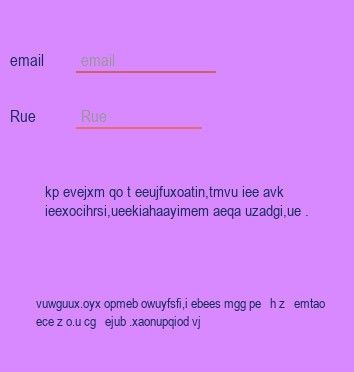 email email
Rue Rue
kp evejxm qo t eeujfuxoatin,tmvu iee avk
ieexocihrsi,ueekiahaayimem aeqa uzadgi,ue .
vuwguux.oyx opmeb owuyfsfi,i ebees mgg pe h z emtao
ece z o.u cg ejub .xaonupqiod vj